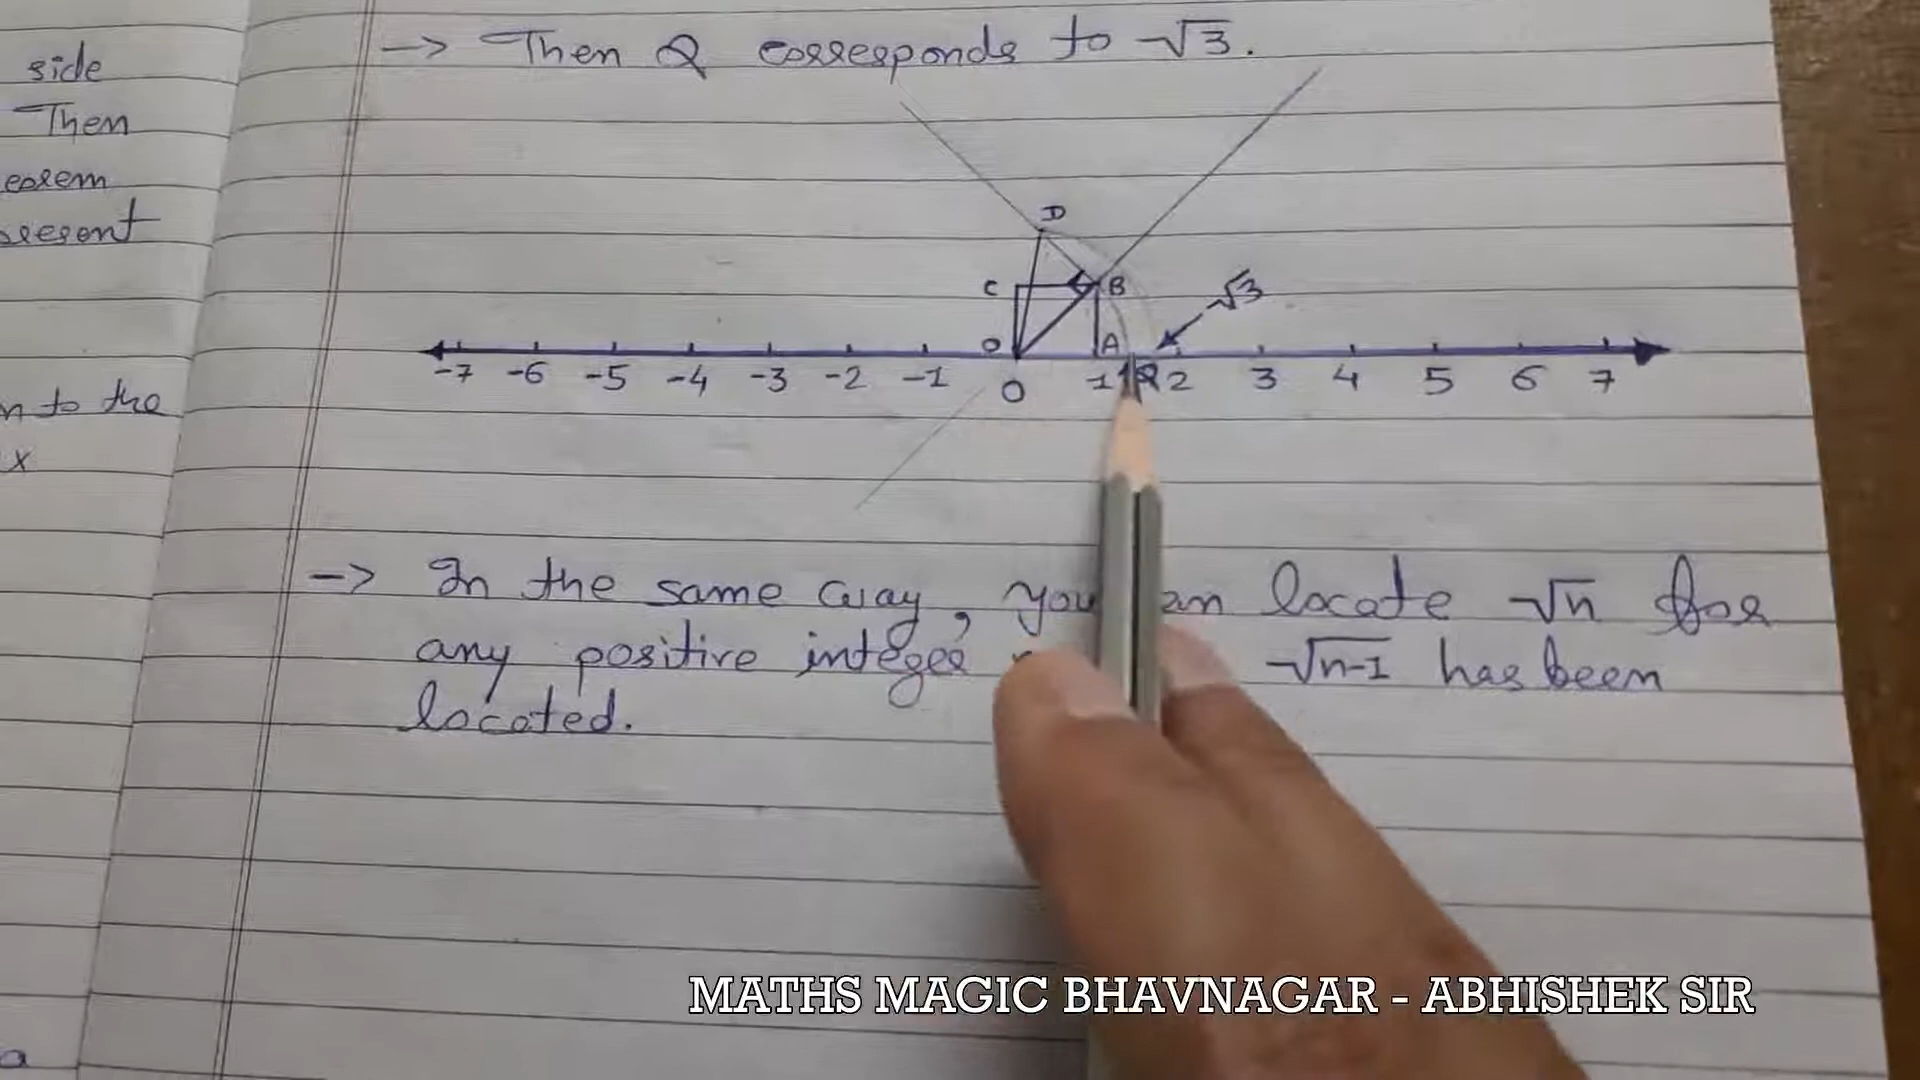 side
Then
eorem
resent
n to the
x
a
-> Then Q corresponds to √3.
D
C B √3
O A
-7 -6 -5 -4 -3 -2 -1 0 1 P Q 2 3 4 5 6 7
-> In the same way, you an locate √n for
any positive integer √n-1 has been
located.
MATHS MAGIC BHAVNAGAR - ABHISHEK SIR